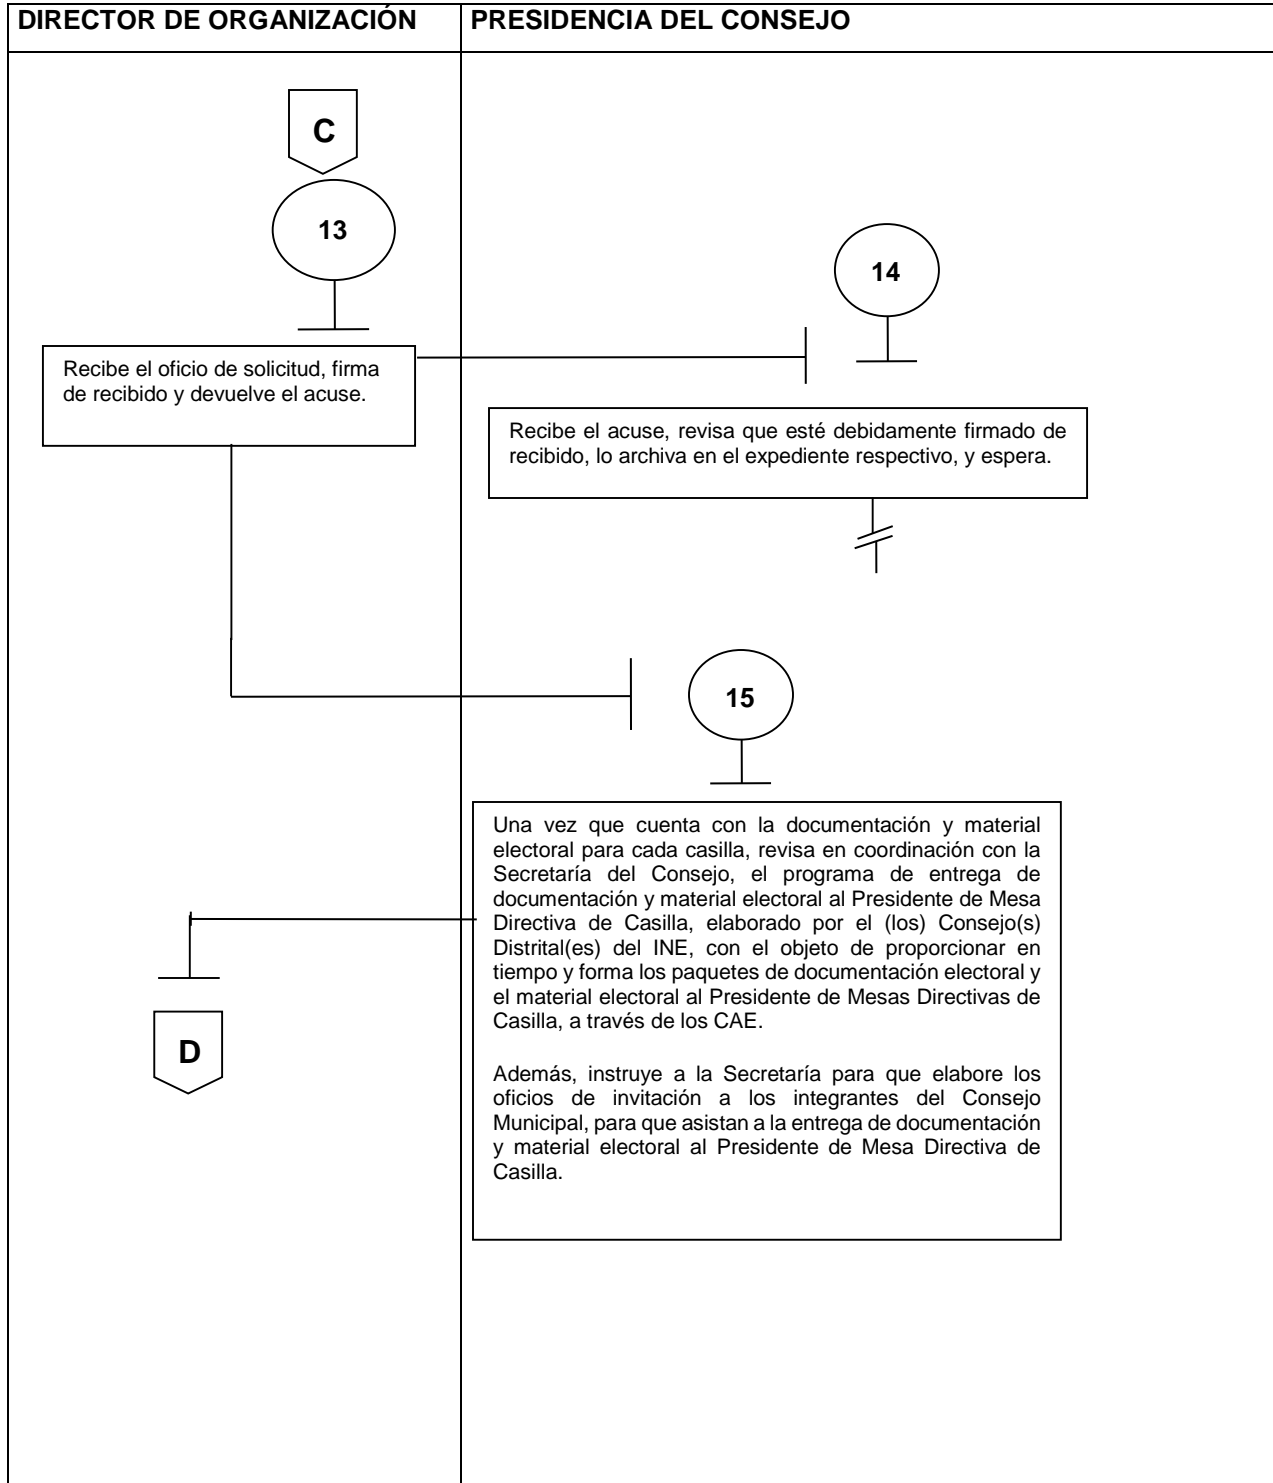 DIRECTOR DE ORGANIZACIÓN
PRESIDENCIA DEL CONSEJO
C
13
14
Recibe el oficio de solicitud, firma
de recibido y devuelve el acuse.
Recibe el acuse, revisa que esté debidamente firmado de
recibido, lo archiva en el expediente respectivo, y espera.
15
Una vez que cuenta con la documentación y material
electoral para cada casilla, revisa en coordinación con la
Secretaría del Consejo, el programa de entrega de
documentación y material electoral al Presidente de Mesa
Directiva de Casilla, elaborado por el (los) Consejo(s)
Distrital(es) del INE, con el objeto de proporcionar en
tiempo y forma los paquetes de documentación electoral y
el material electoral al Presidente de Mesas Directivas de
Casilla, a través de los CAE.
Además, instruye a la Secretaría para que elabore los
oficios de invitación a los integrantes del Consejo
Municipal, para que asistan a la entrega de documentación
y material electoral al Presidente de Mesa Directiva de
Casilla.
D